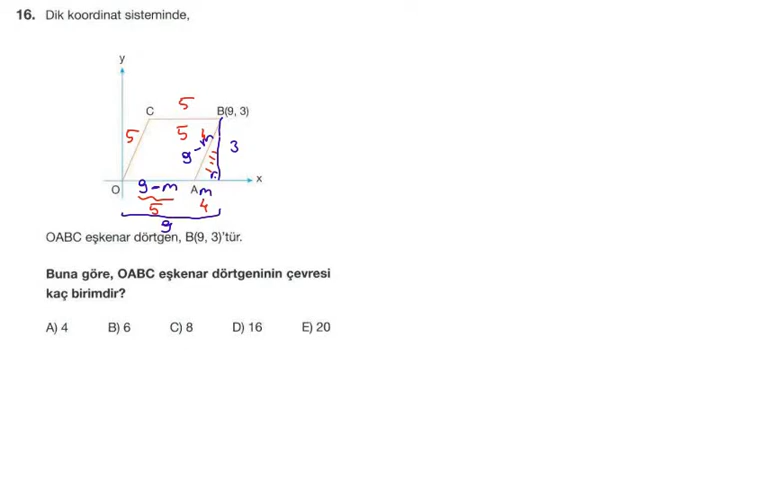 16. Dik koordinat sisteminde,
y
C 5 B(9, 3)
5 5 9-m 3
O 9-m A m x
5 4
9
OABC eşkenar dörtgen, B(9, 3)'tür.
Buna göre, OABC eşkenar dörtgeninin çevresi
kaç birimdir?
A) 4 B) 6 C) 8 D) 16 E) 20